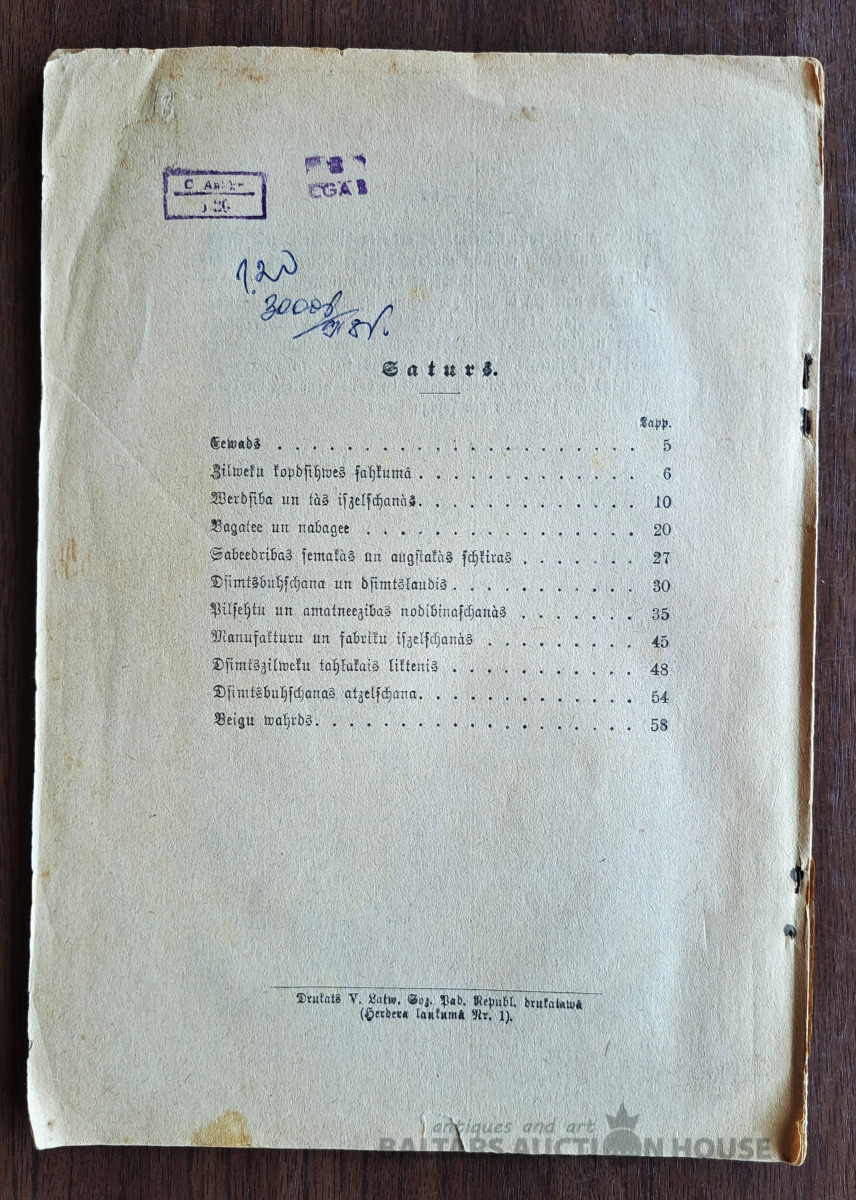 Saturs.
Lapp.
Eewads . . . . . . . . . . . . . . . . . . . . . 5
Zilweku kopdsihwes sahkumâ . . . . . . . . . . . . . 6
Werdsiba un tàs iszelschanàs. . . . . . . . . . . . . 10
Bagatee un nabagee . . . . . . . . . . . . . . . . 20
Sabeedribas semakàs un augstakàs schkiras . . . . . . . 27
Dsimtsbuhschana un dsimtslaudis . . . . . . . . . . . 30
Pilsehtu un amatneezibas nodibinaschanàs . . . . . . . 35
Manufakturu un fabriku iszelschanàs . . . . . . . . . 45
Dsimtszilweku tahlakais liktenis . . . . . . . . . . . 48
Dsimtsbuhschanas atzelschana. . . . . . . . . . . . . 54
Beigu wahrds. . . . . . . . . . . . . . . . . . . 58
Drukats V. Latw. Soz. Pad. Republ. drukatawâ
(Herdera laukumâ Nr. 1).
antiques and art
BALTARS AUCTION HOUSE